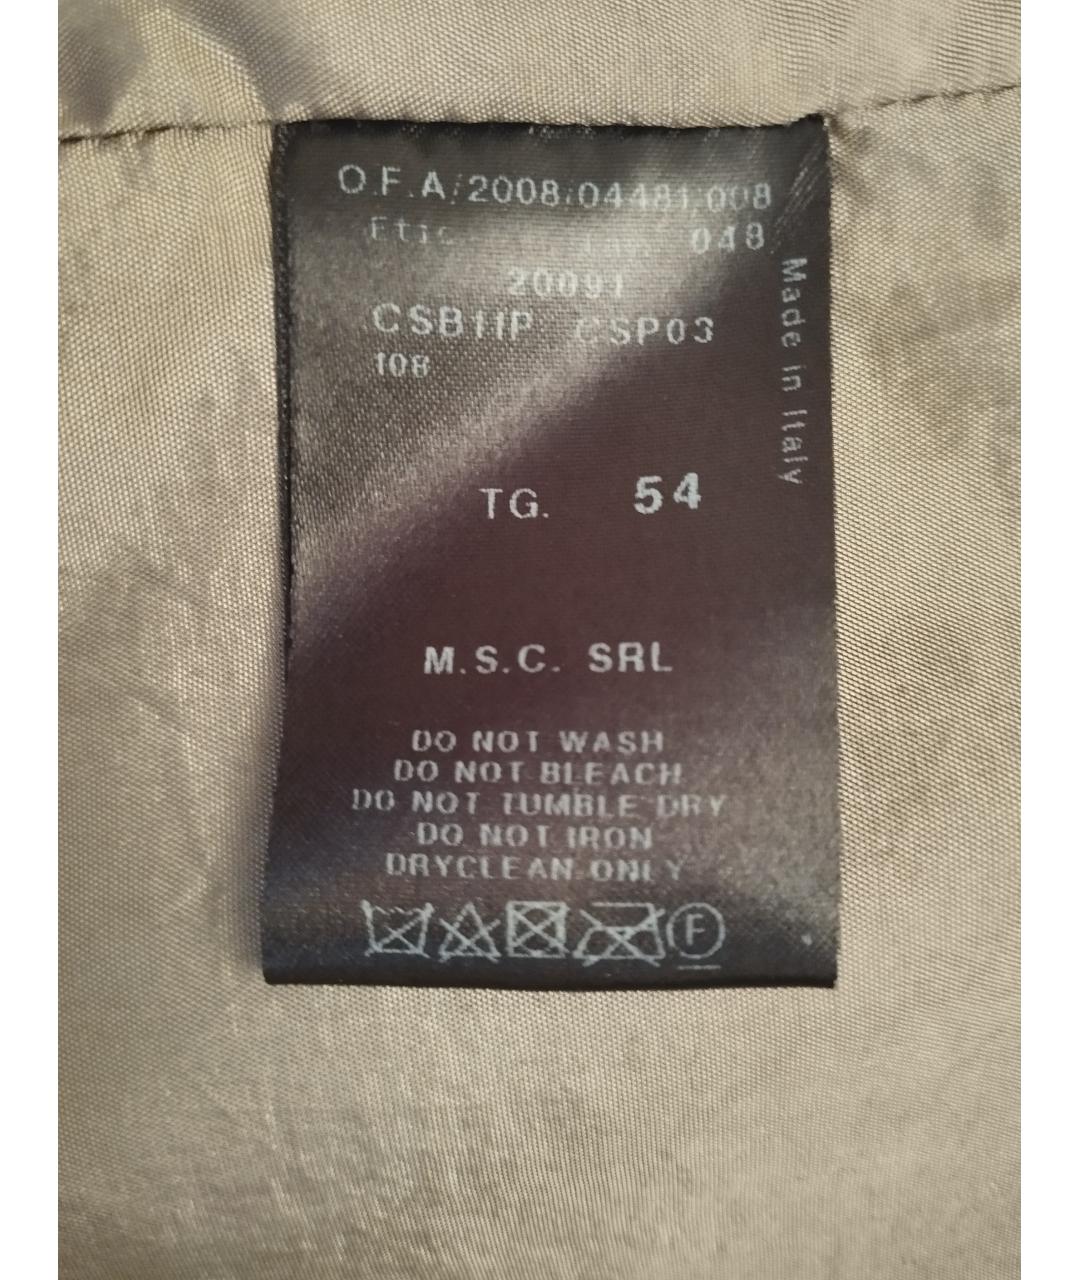 O.F.A/2008/04481/008
048
20091
CSB11P CSP03
108
Made in Italy
TG. 54
M.S.C. SRL
DO NOT WASH
DO NOT BLEACH
DO NOT TUMBLE DRY
DO NOT IRON
DRYCLEAN ONLY
F